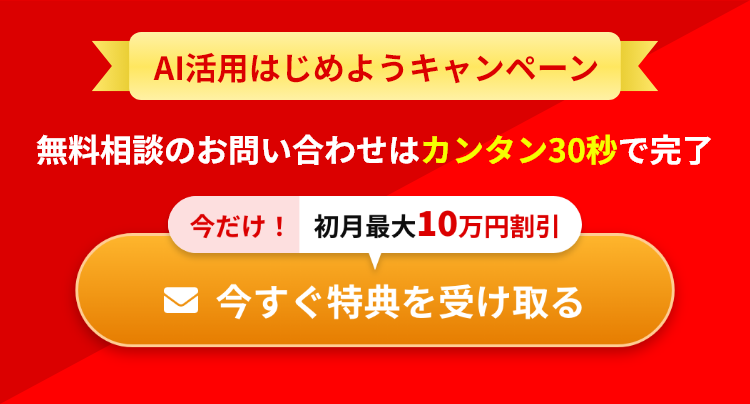 AI活用はじめようキャンペーン
無料相談のお問い合わせはカンタン30秒で完了
今だけ！ 初月最大10万円割引
今すぐ特典を受け取る